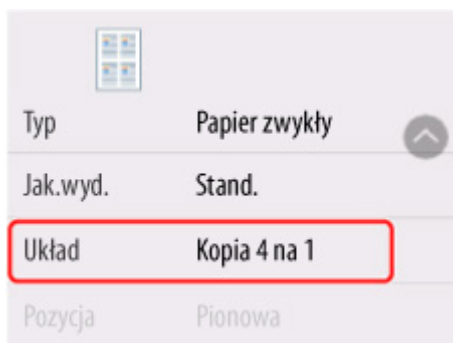 Typ Papier zwykły
Jak.wyd. Stand.
Układ Kopia 4 na 1
Pozycja Pionowa